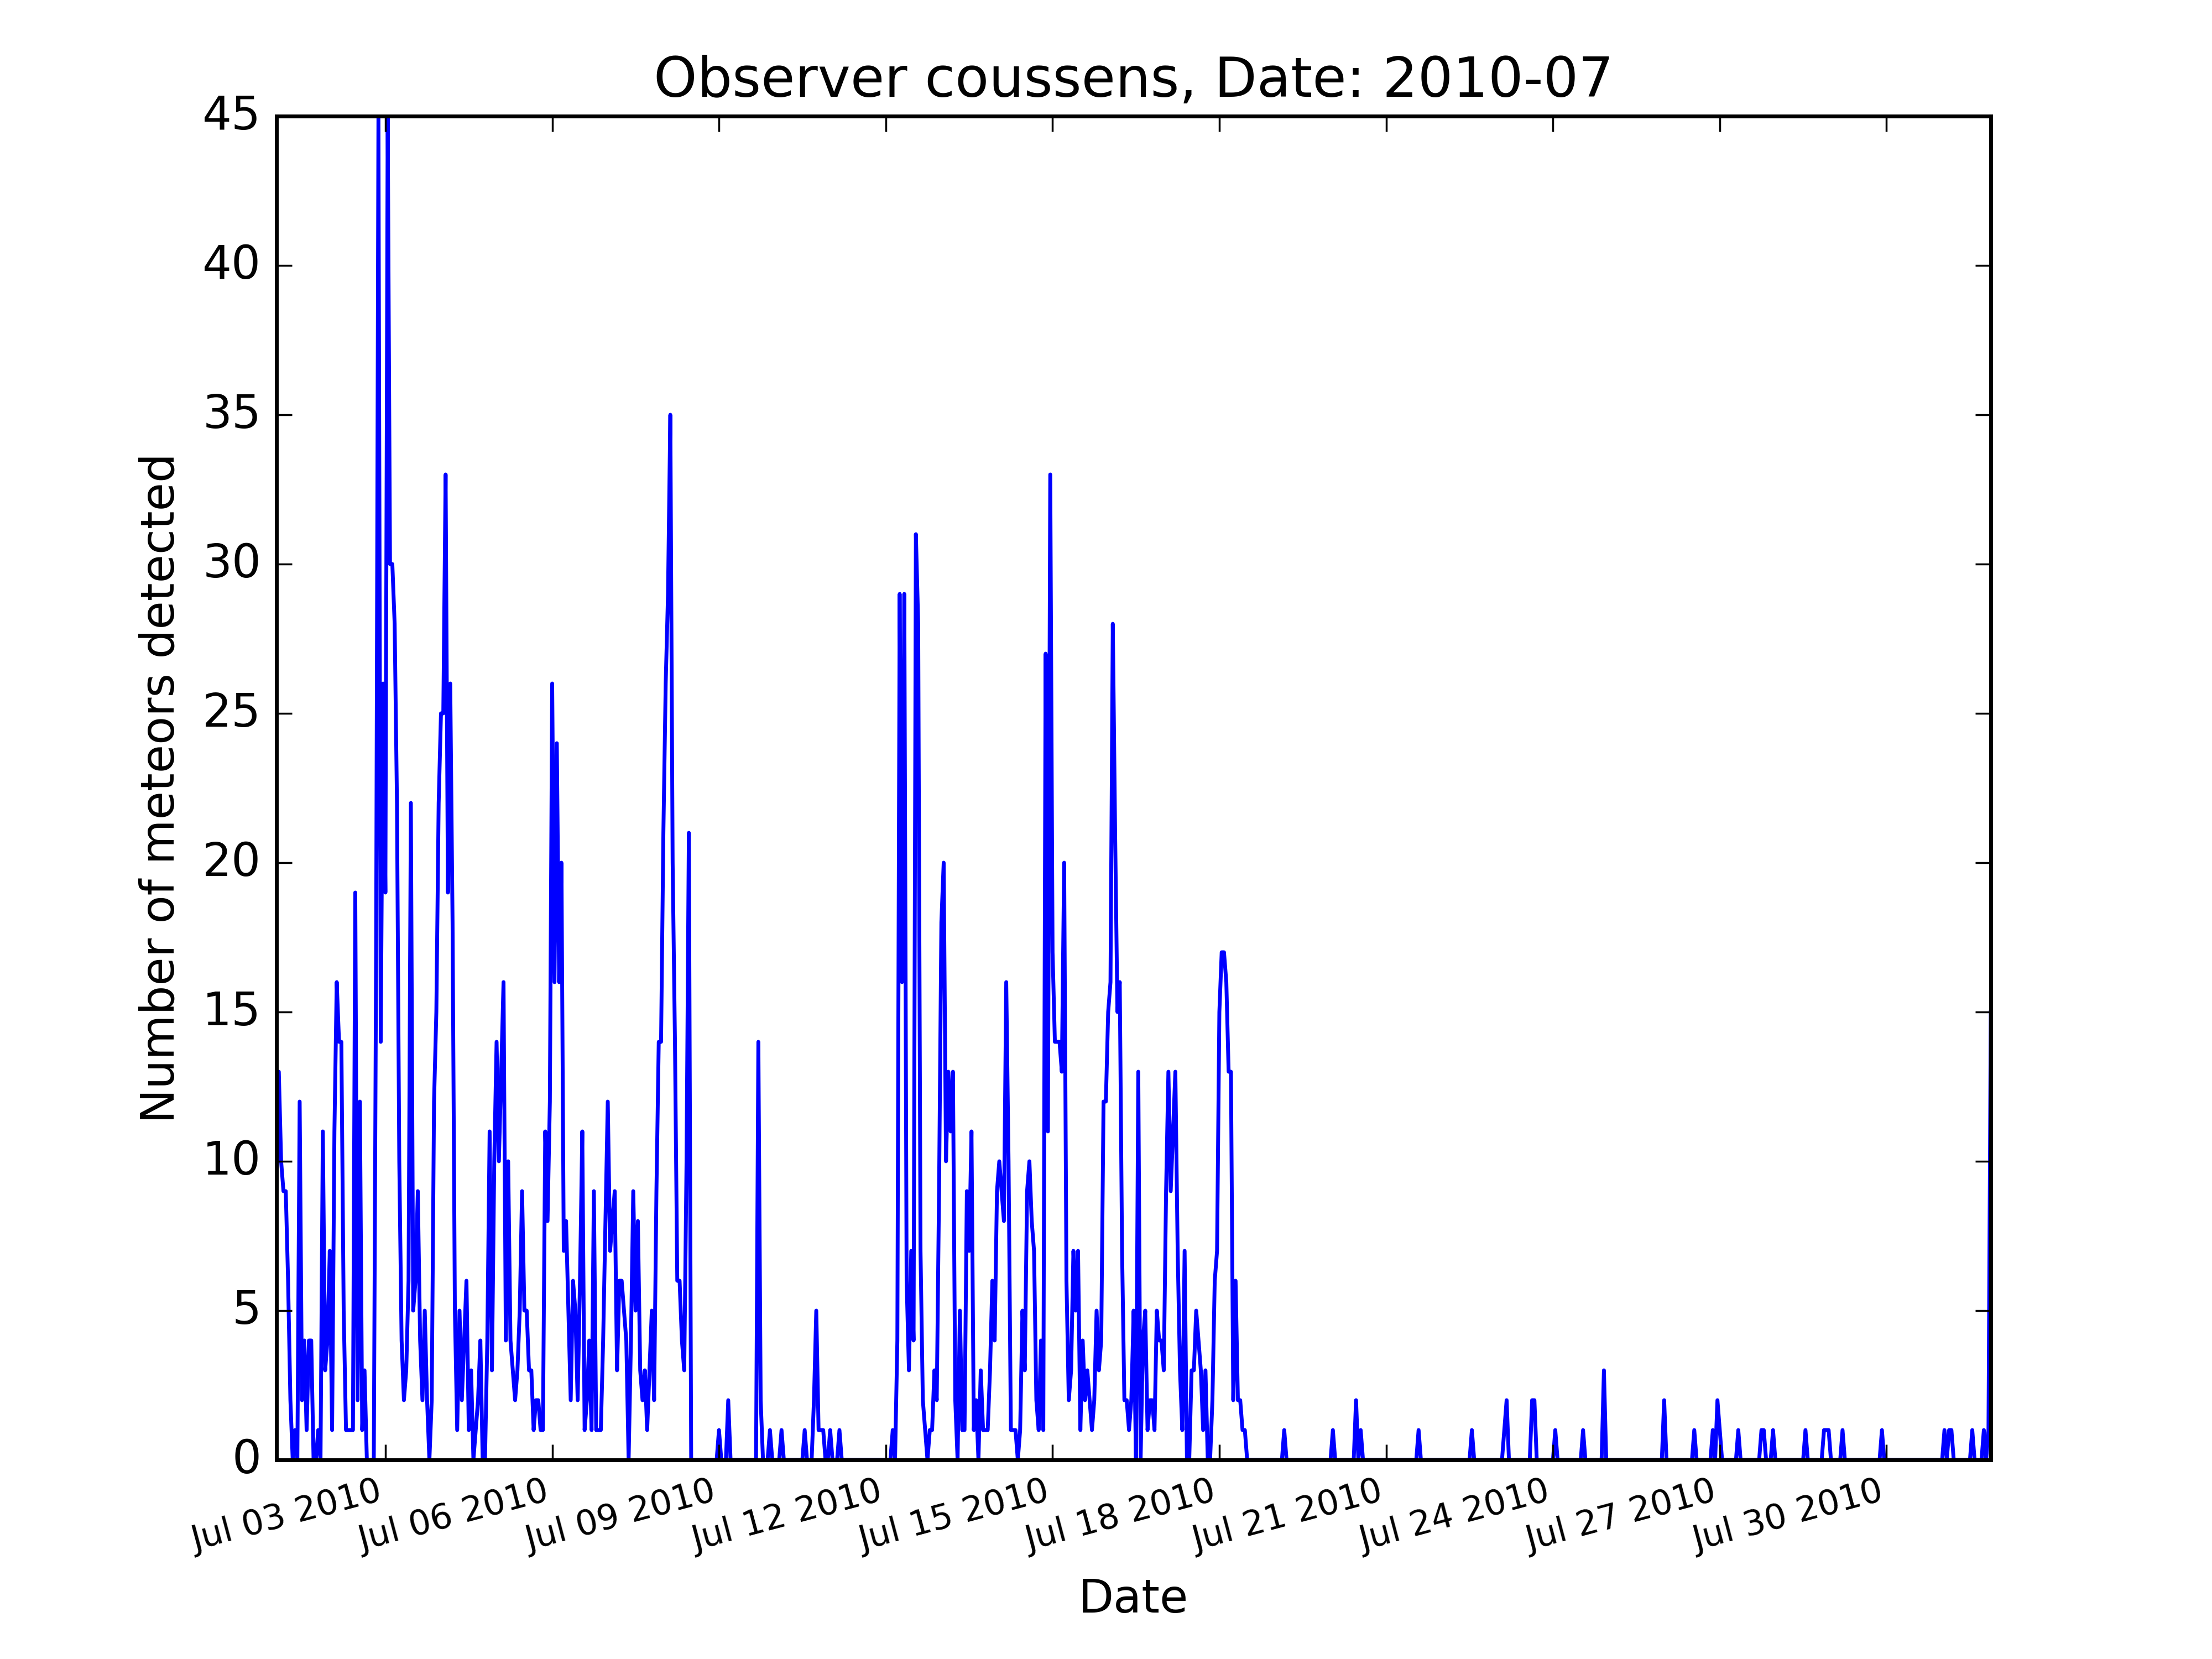 Observer coussens, Date: 2010-07
Number of meteors detected
45
40
35
30
25
20
15
10
5
0
Jul 03 2010
Jul 06 2010
Jul 09 2010
Jul 12 2010
Jul 15 2010
Jul 18 2010
Jul 21 2010
Jul 24 2010
Jul 27 2010
Jul 30 2010
Date